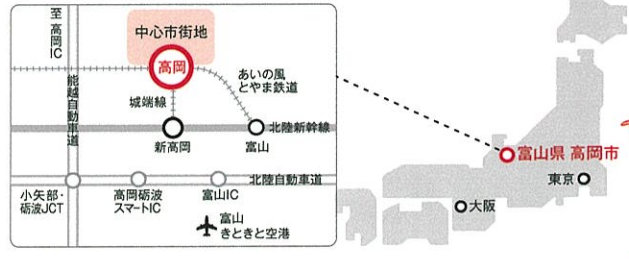 至 高岡IC
中心市街地
高岡
あいの風
とやま鉄道
能越自動車道
城端線
北陸新幹線
新高岡
富山
北陸自動車道
小矢部・
砺波JCT
高岡砺波
スマートIC
富山IC
富山
きときと空港
富山県 高岡市
東京
大阪